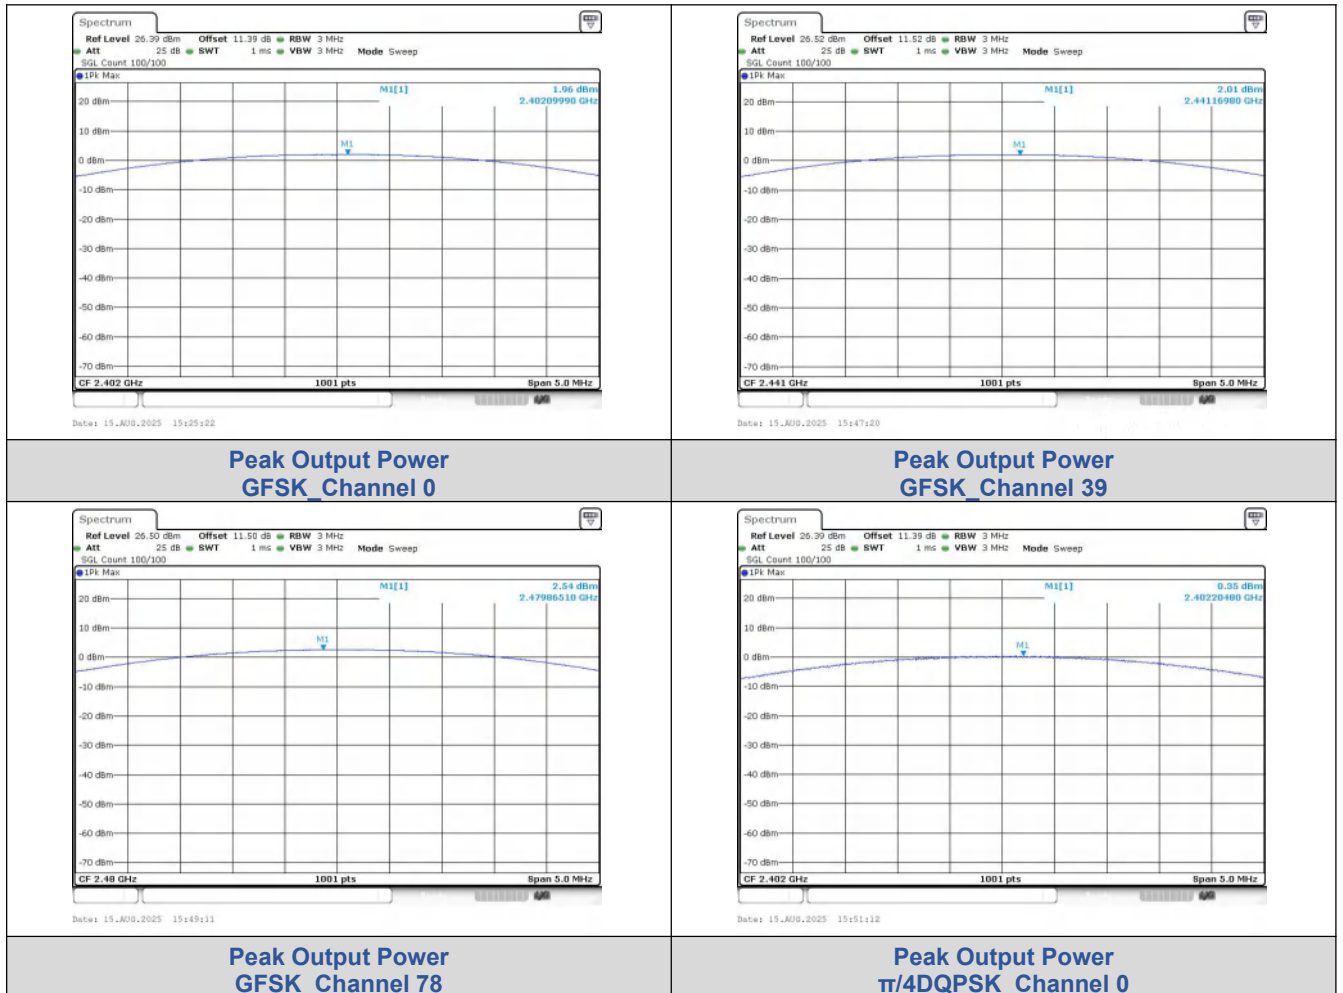 Spectrum
Ref Level 26.39 dBm Offset 11.39 dB RBW 3 MHz
Att 25 dB SWT 1 ms VBW 3 MHz Mode Sweep
SGL Count 100/100
1Pk Max
M1[1] 1.96 dBm
2.40209990 GHz
20 dBm
10 dBm
M1
0 dBm
-10 dBm
-20 dBm
-30 dBm
-40 dBm
-50 dBm
-60 dBm
-70 dBm
CF 2.402 GHz 1001 pts Span 5.0 MHz
Date: 15.AUG.2025 15:25:22
Peak Output Power
GFSK_Channel 0
Spectrum
Ref Level 26.52 dBm Offset 11.52 dB RBW 3 MHz
Att 25 dB SWT 1 ms VBW 3 MHz Mode Sweep
SGL Count 100/100
1Pk Max
M1[1] 2.01 dBm
2.44116980 GHz
20 dBm
10 dBm
M1
0 dBm
-10 dBm
-20 dBm
-30 dBm
-40 dBm
-50 dBm
-60 dBm
-70 dBm
CF 2.441 GHz 1001 pts Span 5.0 MHz
Date: 15.AUG.2025 15:47:20
Peak Output Power
GFSK_Channel 39
Spectrum
Ref Level 26.50 dBm Offset 11.50 dB RBW 3 MHz
Att 25 dB SWT 1 ms VBW 3 MHz Mode Sweep
SGL Count 100/100
1Pk Max
M1[1] 2.54 dBm
2.47986510 GHz
20 dBm
10 dBm
M1
0 dBm
-10 dBm
-20 dBm
-30 dBm
-40 dBm
-50 dBm
-60 dBm
-70 dBm
CF 2.48 GHz 1001 pts Span 5.0 MHz
Date: 15.AUG.2025 15:49:11
Peak Output Power
GFSK_Channel 78
Spectrum
Ref Level 26.39 dBm Offset 11.39 dB RBW 3 MHz
Att 25 dB SWT 1 ms VBW 3 MHz Mode Sweep
SGL Count 100/100
1Pk Max
M1[1] 0.35 dBm
2.40220480 GHz
20 dBm
10 dBm
M1
0 dBm
-10 dBm
-20 dBm
-30 dBm
-40 dBm
-50 dBm
-60 dBm
-70 dBm
CF 2.402 GHz 1001 pts Span 5.0 MHz
Date: 15.AUG.2025 15:51:12
Peak Output Power
π/4DQPSK_Channel 0